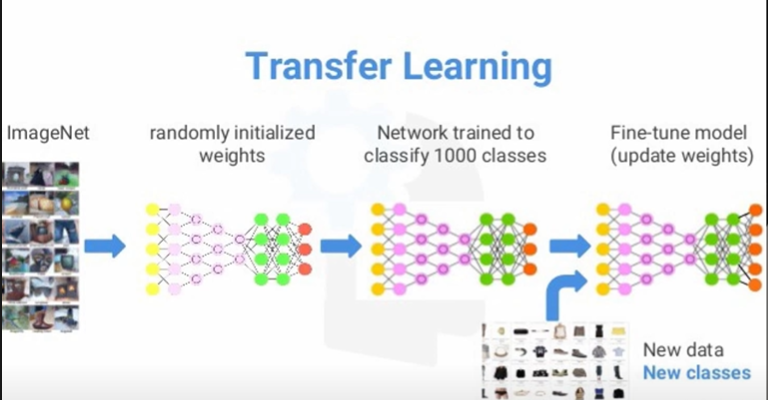 Transfer Learning
ImageNet
randomly initialized
weights
Network trained to
classify 1000 classes
Fine-tune model
(update weights)
New data
New classes